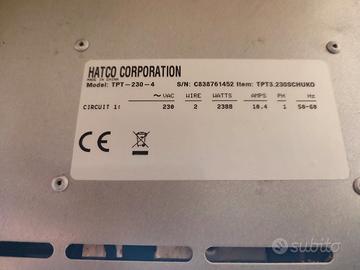 HATCO CORPORATION
MADE IN CHINA
Model: TPT-230-4 S/N: C838761452 Item: TPT3.230SCHUKO
~ VAC WIRE WATTS AMPS PH Hz
CIRCUIT 1: 230 2 2388 10.4 1 50-60
CE
subito